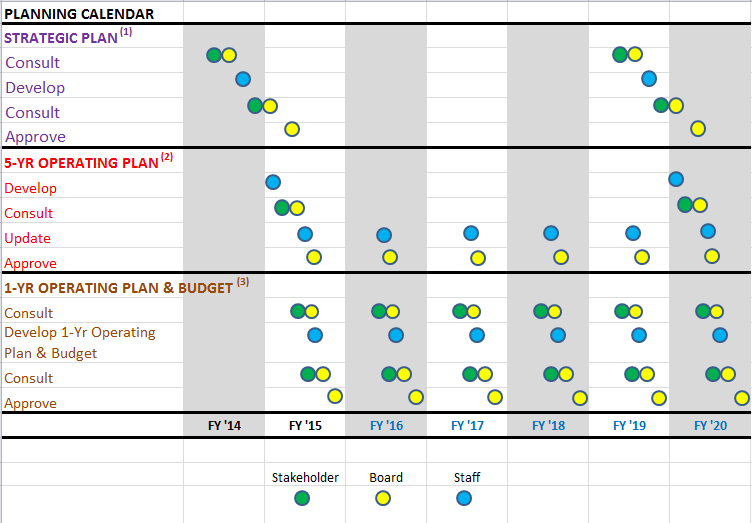 PLANNING CALENDAR
STRATEGIC PLAN (1)
Consult
Develop
Consult
Approve
5-YR OPERATING PLAN (2)
Develop
Consult
Update
Approve
1-YR OPERATING PLAN & BUDGET (3)
Consult
Develop 1-Yr Operating
Plan & Budget
Consult
Approve
FY '14 FY '15 FY '16 FY '17 FY '18 FY '19 FY '20
Stakeholder Board Staff